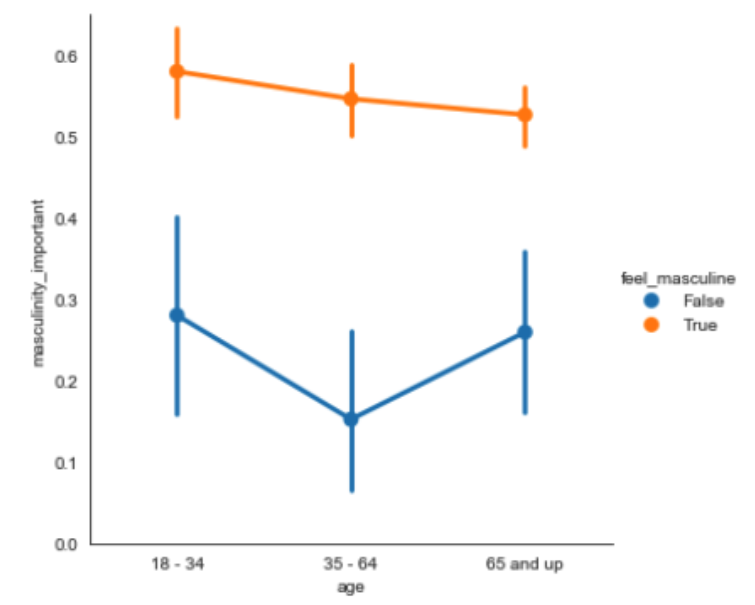 masculinity_important
0.6
0.5
0.4
0.3
0.2
0.1
0.0
18 - 34 35 - 64 65 and up
age
feel_masculine
False
True